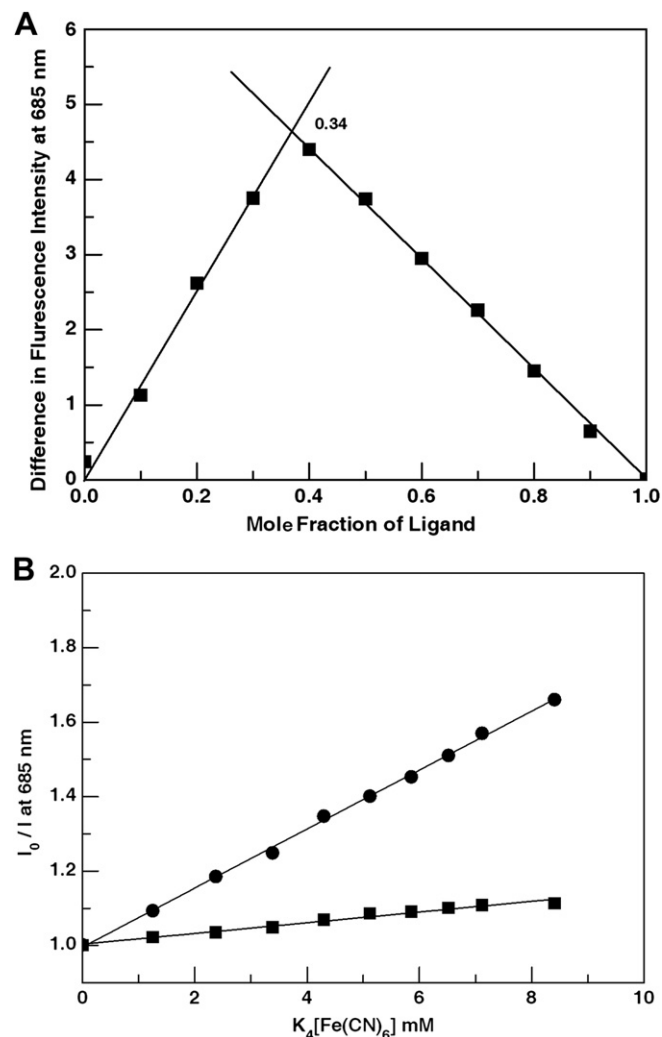 A
Difference in Flurescence Intensity at 685 nm
6
5
4
3
2
1
0
0.34
0.0 0.2 0.4 0.6 0.8 1.0
Mole Fraction of Ligand
B
I0 / I at 685 nm
2.0
1.8
1.6
1.4
1.2
1.0
0 2 4 6 8 10
K4[Fe(CN)6] mM